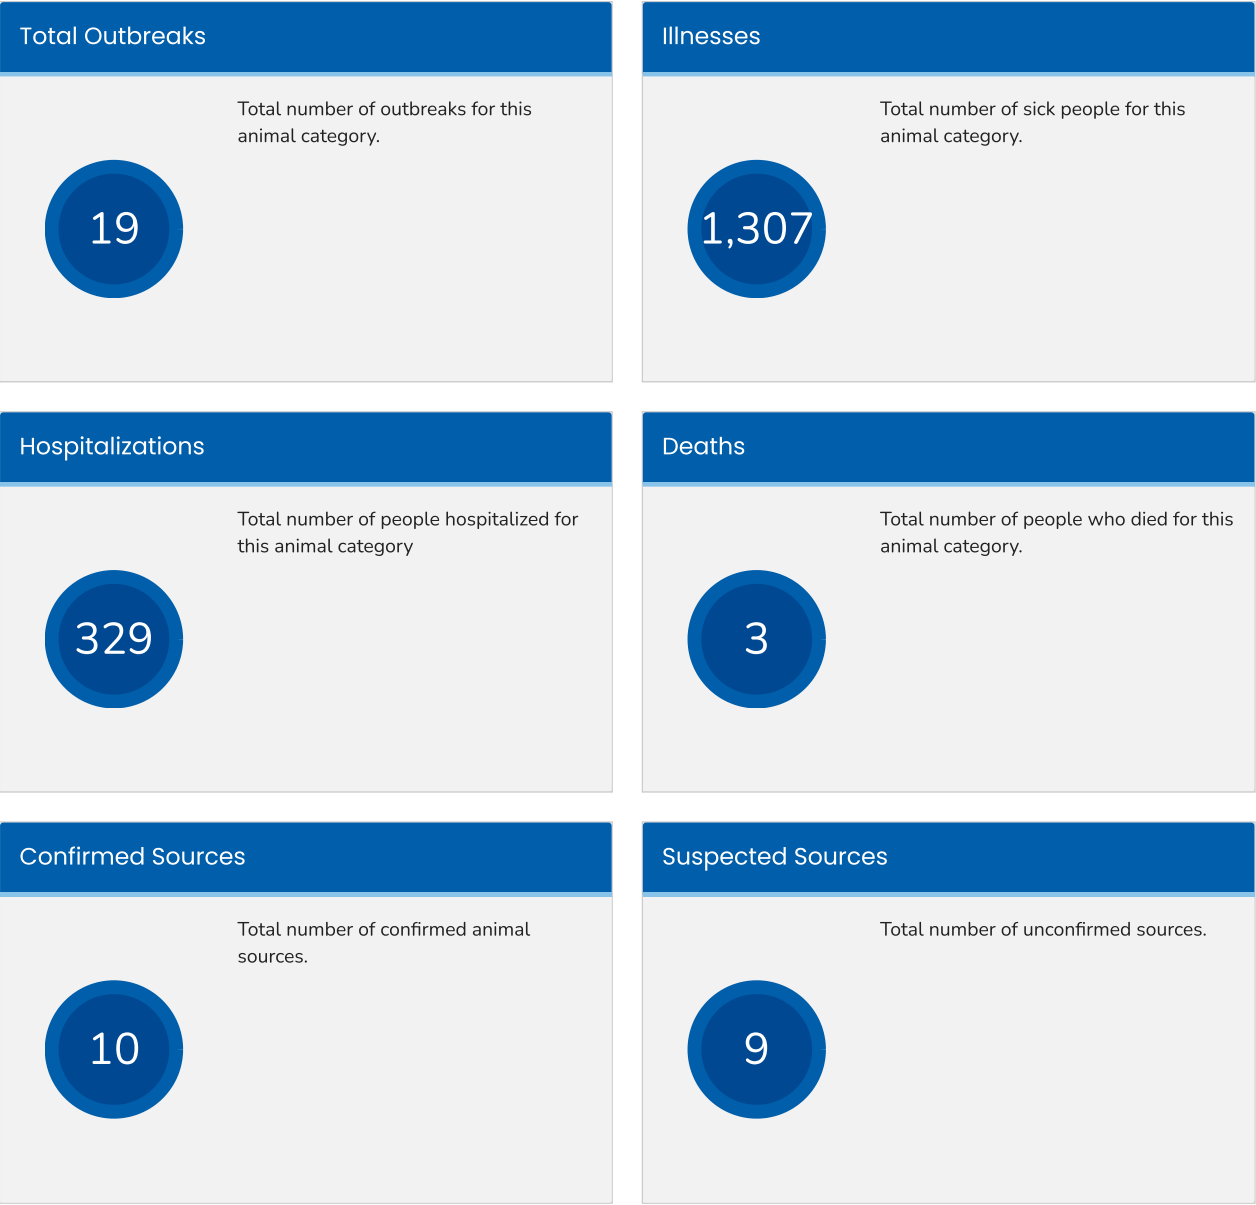 Total Outbreaks
Total number of outbreaks for this
animal category.
19
Illnesses
Total number of sick people for this
animal category.
1,307
Hospitalizations
Total number of people hospitalized for
this animal category
329
Deaths
Total number of people who died for this
animal category.
3
Confirmed Sources
Total number of confirmed animal
sources.
10
Suspected Sources
Total number of unconfirmed sources.
9